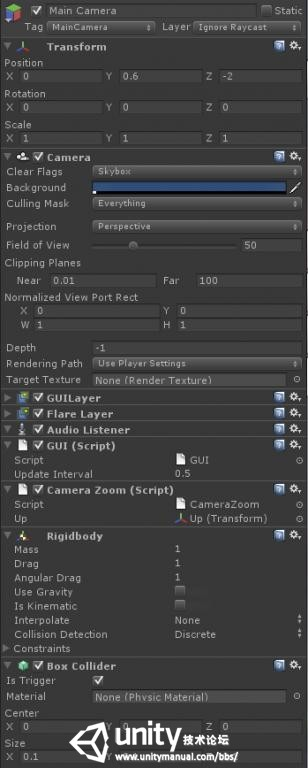 Main Camera Static
Tag MainCamera Layer Ignore Raycast
Transform
Position
X 0 Y 0.6 Z -2
Rotation
X 0 Y 0 Z 0
Scale
X 1 Y 1 Z 1
Camera
Clear Flags Skybox
Background
Culling Mask Everything
Projection Perspective
Field of View 50
Clipping Planes
Near 0.01 Far 100
Normalized View Port Rect
X 0 Y 0
W 1 H 1
Depth -1
Rendering Path Use Player Settings
Target Texture None (Render Texture)
GUILayer
Flare Layer
Audio Listener
GUI (Script)
Script GUI
Update Interval 0.5
Camera Zoom (Script)
Script CameraZoom
Up Up (Transform)
Rigidbody
Mass 1
Drag 1
Angular Drag 1
Use Gravity
Is Kinematic
Interpolate None
Collision Detection Discrete
Constraints
Box Collider
Is Trigger
Material None (Physic Material)
Center
X 0 Z 0
Size
X 0.1
unity 技术论坛
www.unitymanual.com/bbs/